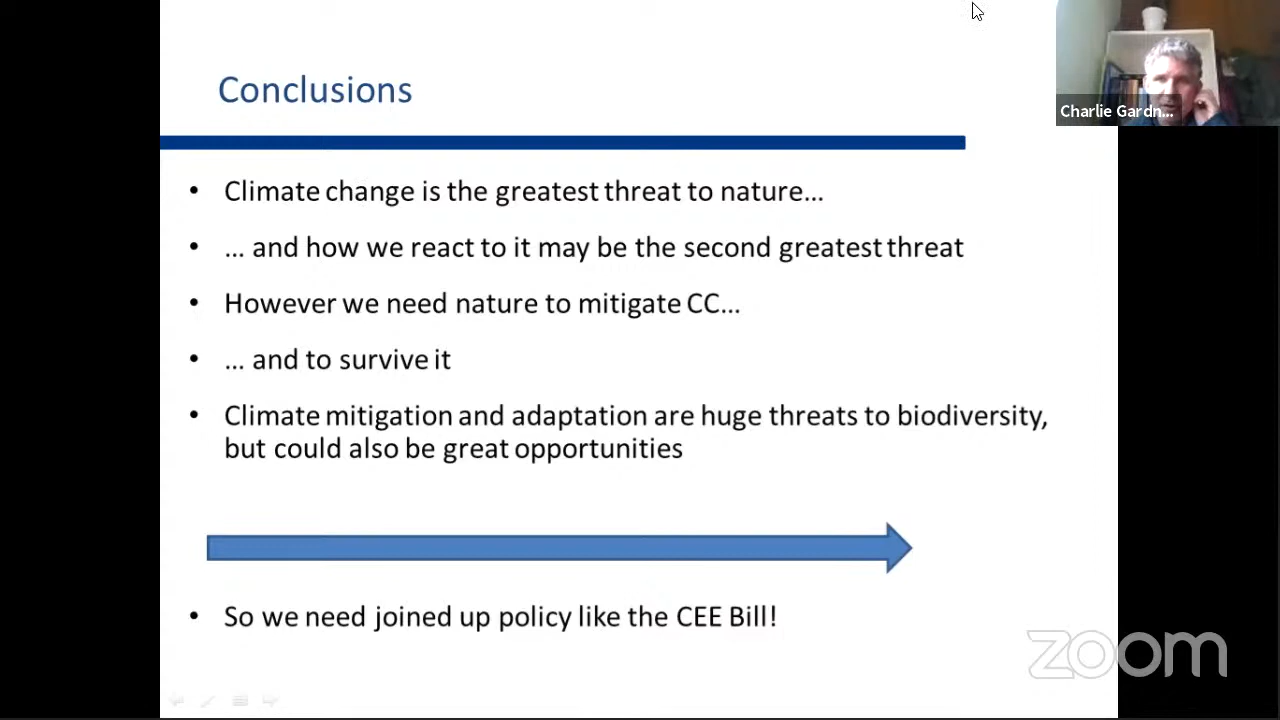 Conclusions
Charlie Gardn...
• Climate change is the greatest threat to nature...
• ... and how we react to it may be the second greatest threat
• However we need nature to mitigate CC...
• ... and to survive it
• Climate mitigation and adaptation are huge threats to biodiversity,
but could also be great opportunities
• So we need joined up policy like the CEE Bill!
zoom